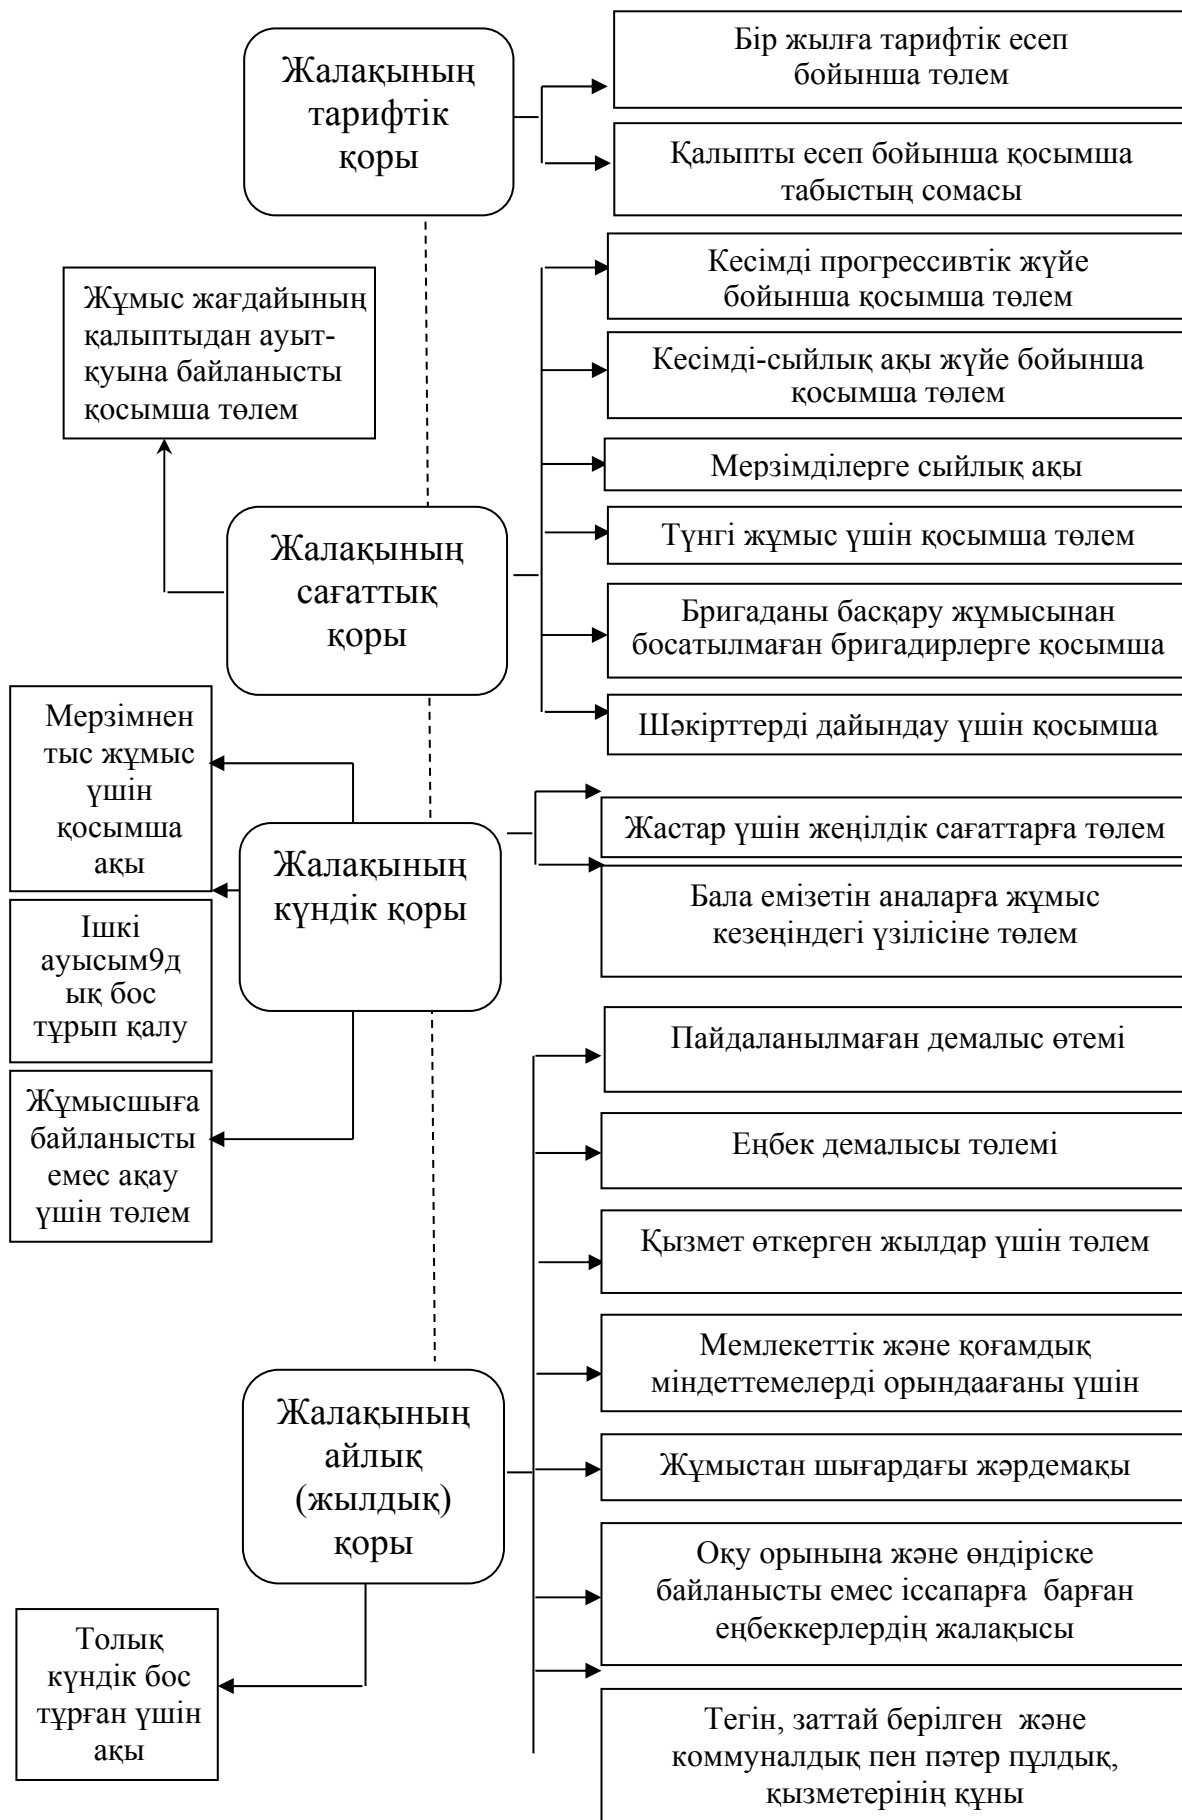 Жалақының
тарифтік
қоры
Бір жылға тарифтік есеп
бойынша төлем
Қалыпты есеп бойынша қосымша
табыстың сомасы
Жұмыс жағдайының
қалыптыдан ауыт-
қуына байланысты
қосымша төлем
Кесімді прогрессивтік жүйе
бойынша қосымша төлем
Кесімді-сыйлық ақы жүйе бойынша
қосымша төлем
Мерзімділерге сыйлық ақы
Жалақының
сағаттық
қоры
Түнгі жұмыс үшін қосымша төлем
Бригаданы басқару жұмысынан
босатылмаған бригадирлерге қосымша
Шәкірттерді дайындау үшін қосымша
Мерзімнен
тыс жұмыс
үшін
қосымша
ақы
Жалақының
күндік қоры
Жастар үшін жеңілдік сағаттарға төлем
Бала емізетін аналарға жұмыс
кезеңіндегі үзілісіне төлем
Ішкі
ауысым9д
ық бос
тұрып қалу
Жұмысшыға
байланысты
емес ақау
үшін төлем
Пайдаланылмаған демалыс өтемі
Еңбек демалысы төлемі
Қызмет өткерген жылдар үшін төлем
Мемлекеттік және қоғамдық
міндеттемелерді орындаағаны үшін
Жалақының
айлық
(жылдық)
қоры
Жұмыстан шығардағы жәрдемақы
Оқу орынына және өндіріске
байланысты емес іссапарға  барған
еңбеккерлердің жалақысы
Толық
күндік бос
тұрған үшін
ақы
Тегін, заттай берілген  және
коммуналдық пен пәтер пұлдық,
қызметерінің құны